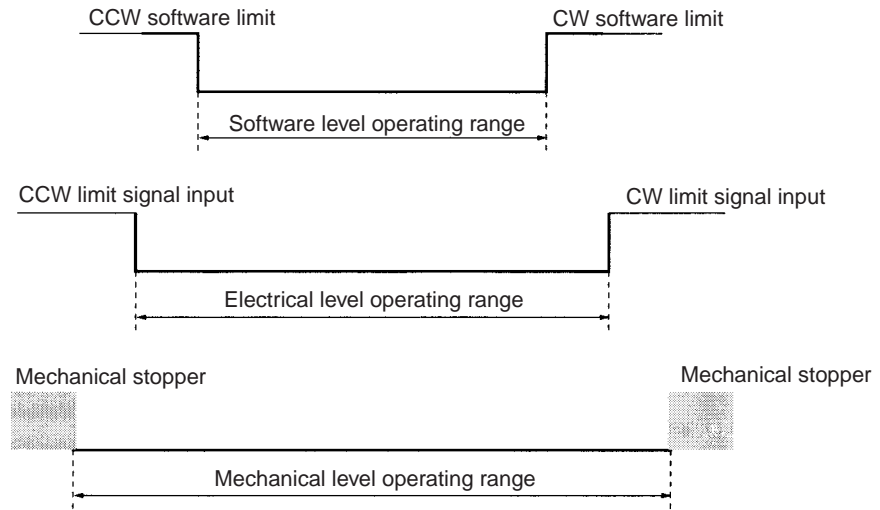 CCW software limit
CW software limit
Software level operating range
CCW limit signal input
CW limit signal input
Electrical level operating range
Mechanical stopper
Mechanical stopper
Mechanical level operating range